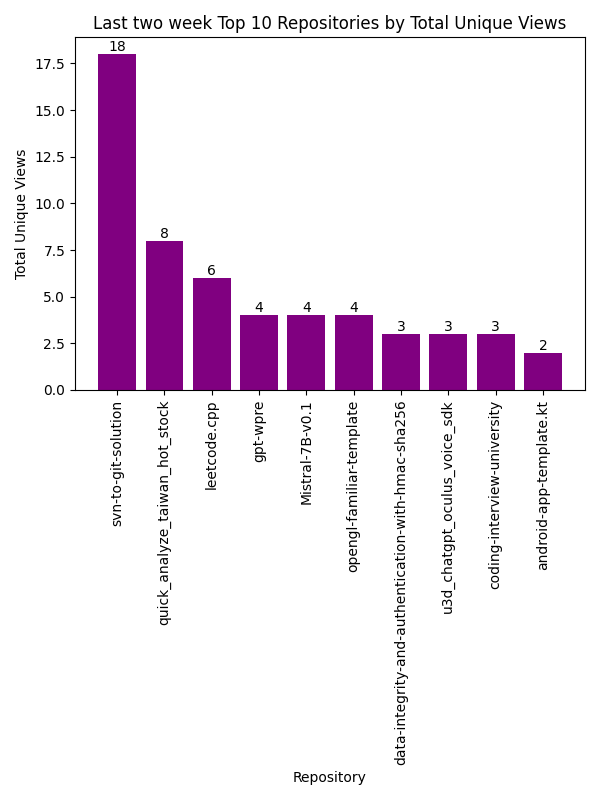 Last two week Top 10 Repositories by Total Unique Views
Total Unique Views
17.5
15.0
12.5
10.0
7.5
5.0
2.5
0.0
18
8
6
4
4
4
3
3
3
2
svn-to-git-solution
quick_analyze_taiwan_hot_stock
leetcode.cpp
gpt-wpre
Mistral-7B-v0.1
opengl-familiar-template
data-integrity-and-authentication-with-hmac-sha256
u3d_chatgpt_oculus_voice_sdk
coding-interview-university
android-app-template.kt
Repository